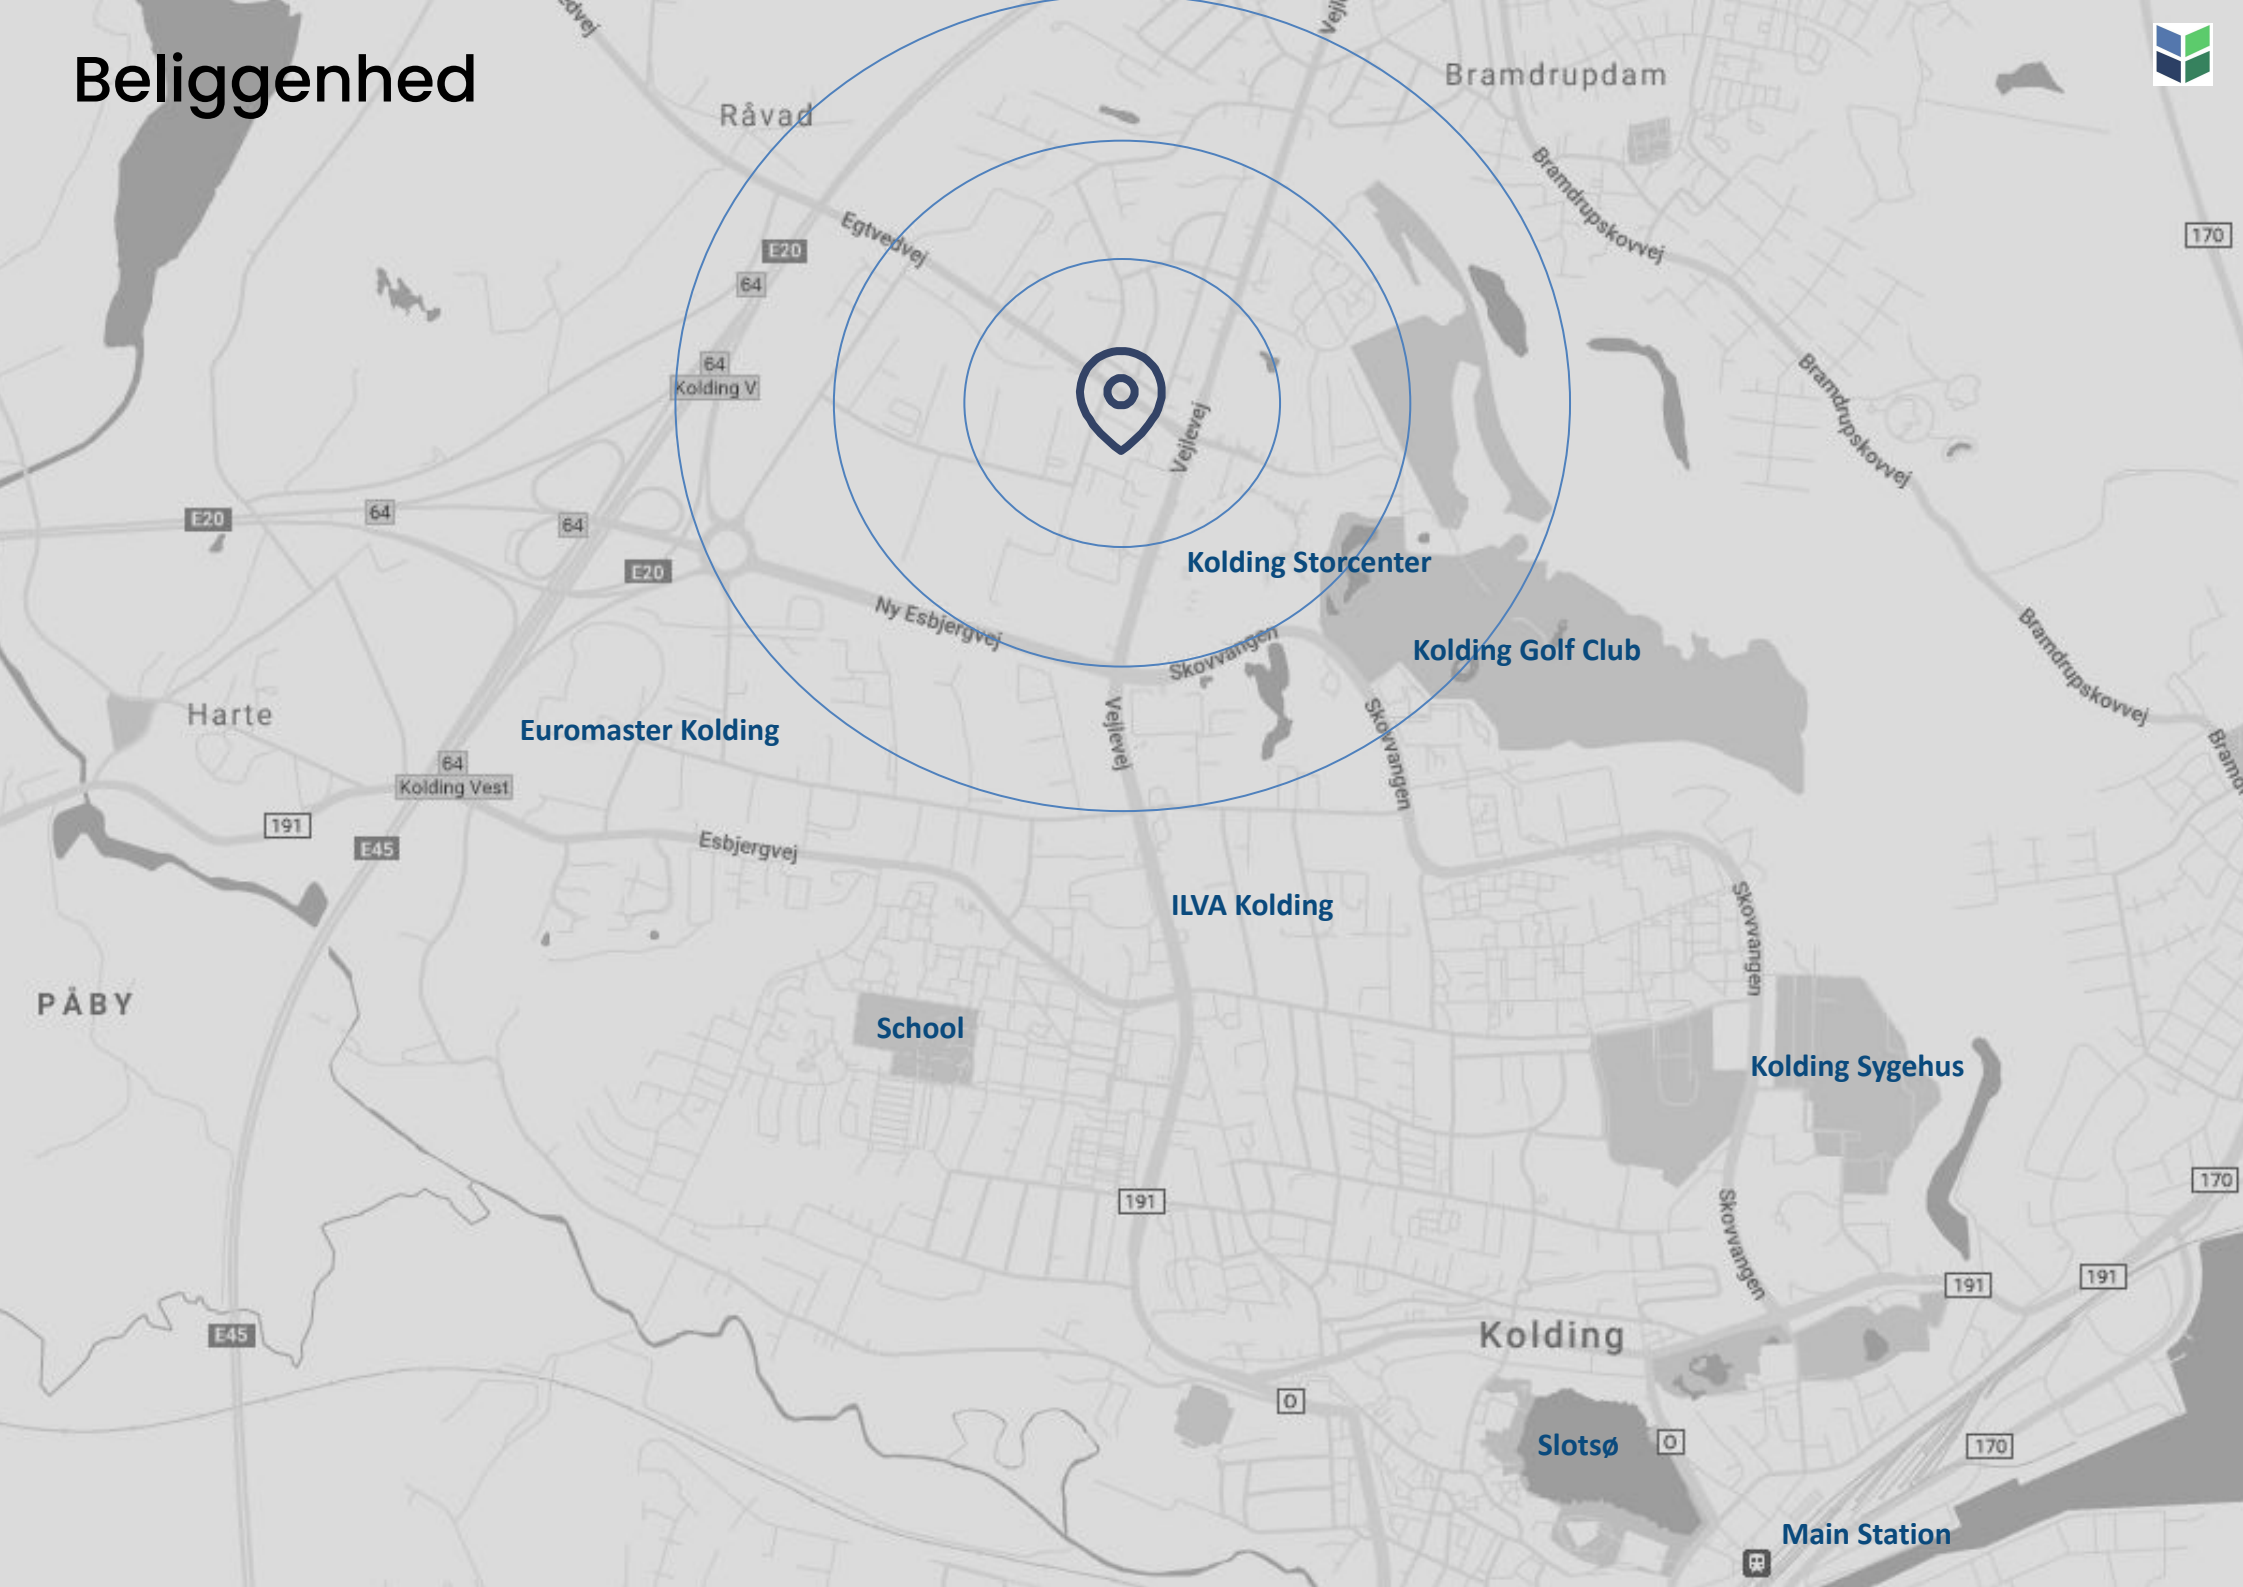 Beliggenhed
Vejl
Bramdrupdam
Råvad
Bramdrupskovvej
170
Egtvedvej
E20
64
64
Kolding V
Bramdrupskovvej
Vejlevej
E20
64
64
E20
Kolding Storcenter
Ny Esbjergvej
Skovvangen
Kolding Golf Club
Bramdrupskovvej
Harte
Euromaster Kolding
Vejlevej
Skovvangen
64
Kolding Vest
191
E45
Esbjergvej
ILVA Kolding
Skovvangen
PÅBY
School
Kolding Sygehus
170
191
Skovvangen
191
191
E45
Kolding
O
Slotsø
O
170
Main Station